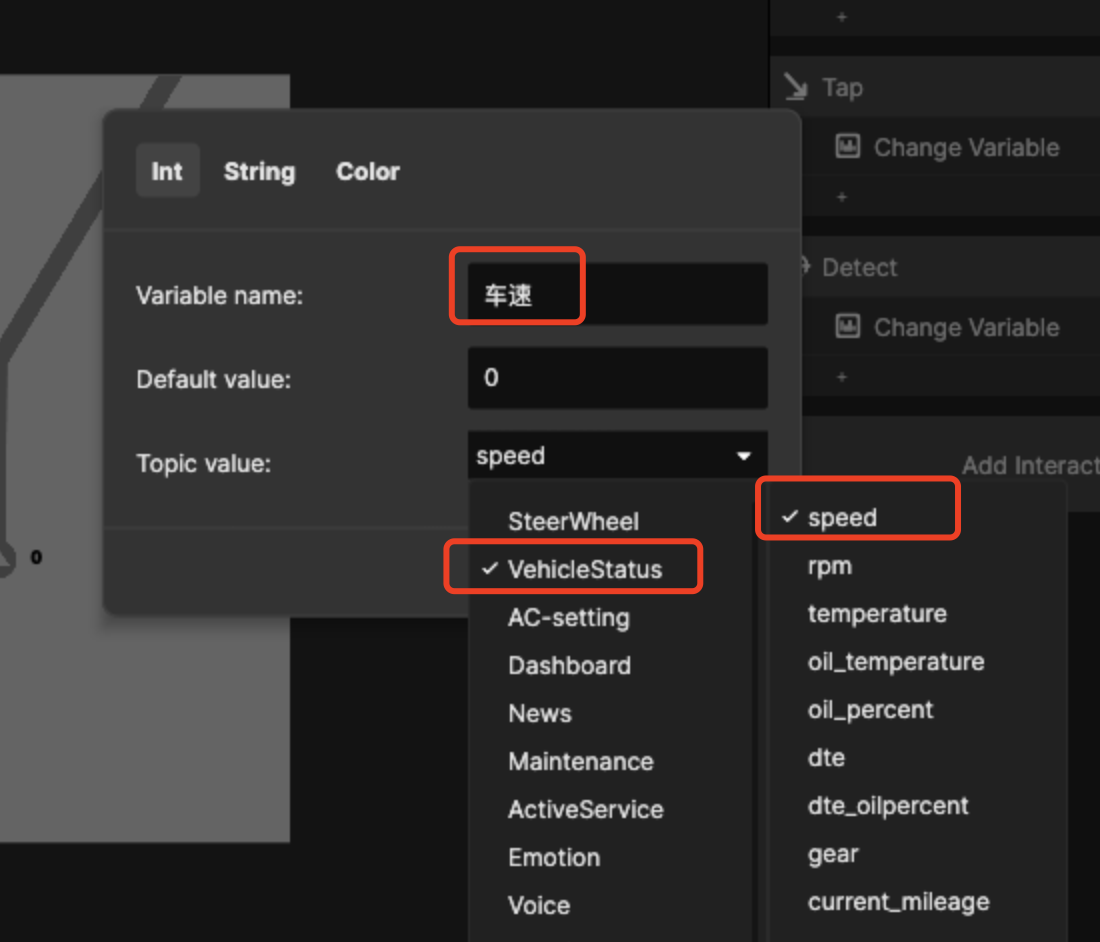 +
Tap
Change Variable
+
Detect
Change Variable
+
Add Interact
Int String Color
Variable name: 车速
Default value: 0
Topic value: speed
SteerWheel
VehicleStatus
AC-setting
Dashboard
News
Maintenance
ActiveService
Emotion
Voice
speed
rpm
temperature
oil_temperature
oil_percent
dte
dte_oilpercent
gear
current_mileage
0